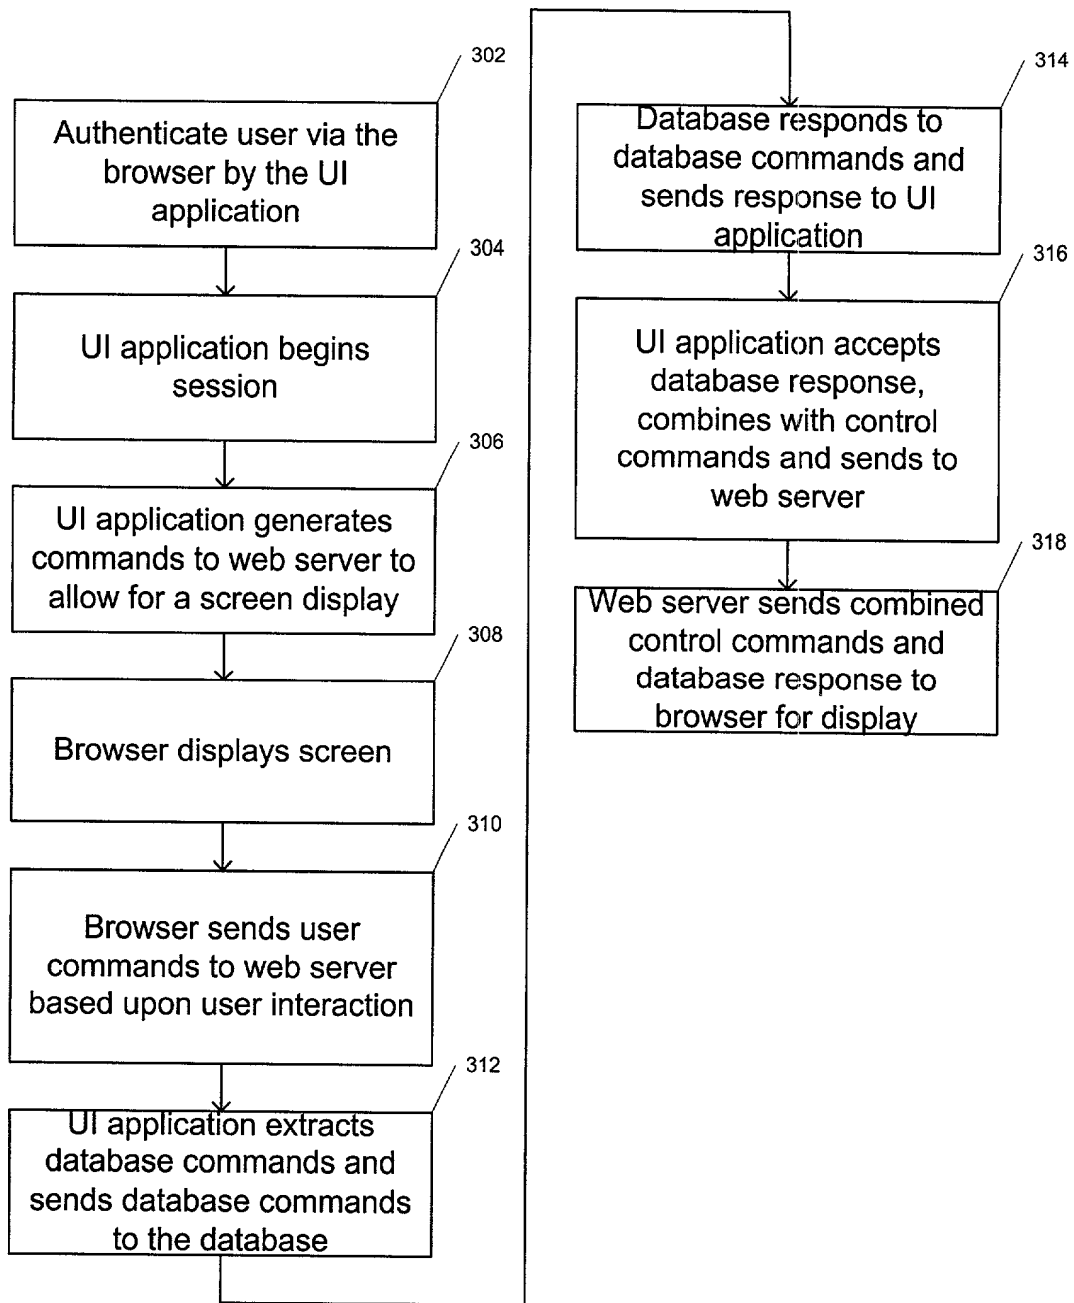 302
Authenticate user via the
browser by the UI
application
304
UI application begins
session
306
UI application generates
commands to web server to
allow for a screen display
308
Browser displays screen
310
Browser sends user
commands to web server
based upon user interaction
312
UI application extracts
database commands and
sends database commands
to the database
314
Database responds to
database commands and
sends response to UI
application
316
UI application accepts
database response,
combines with control
commands and sends to
web server
318
Web server sends combined
control commands and
database response to
browser for display